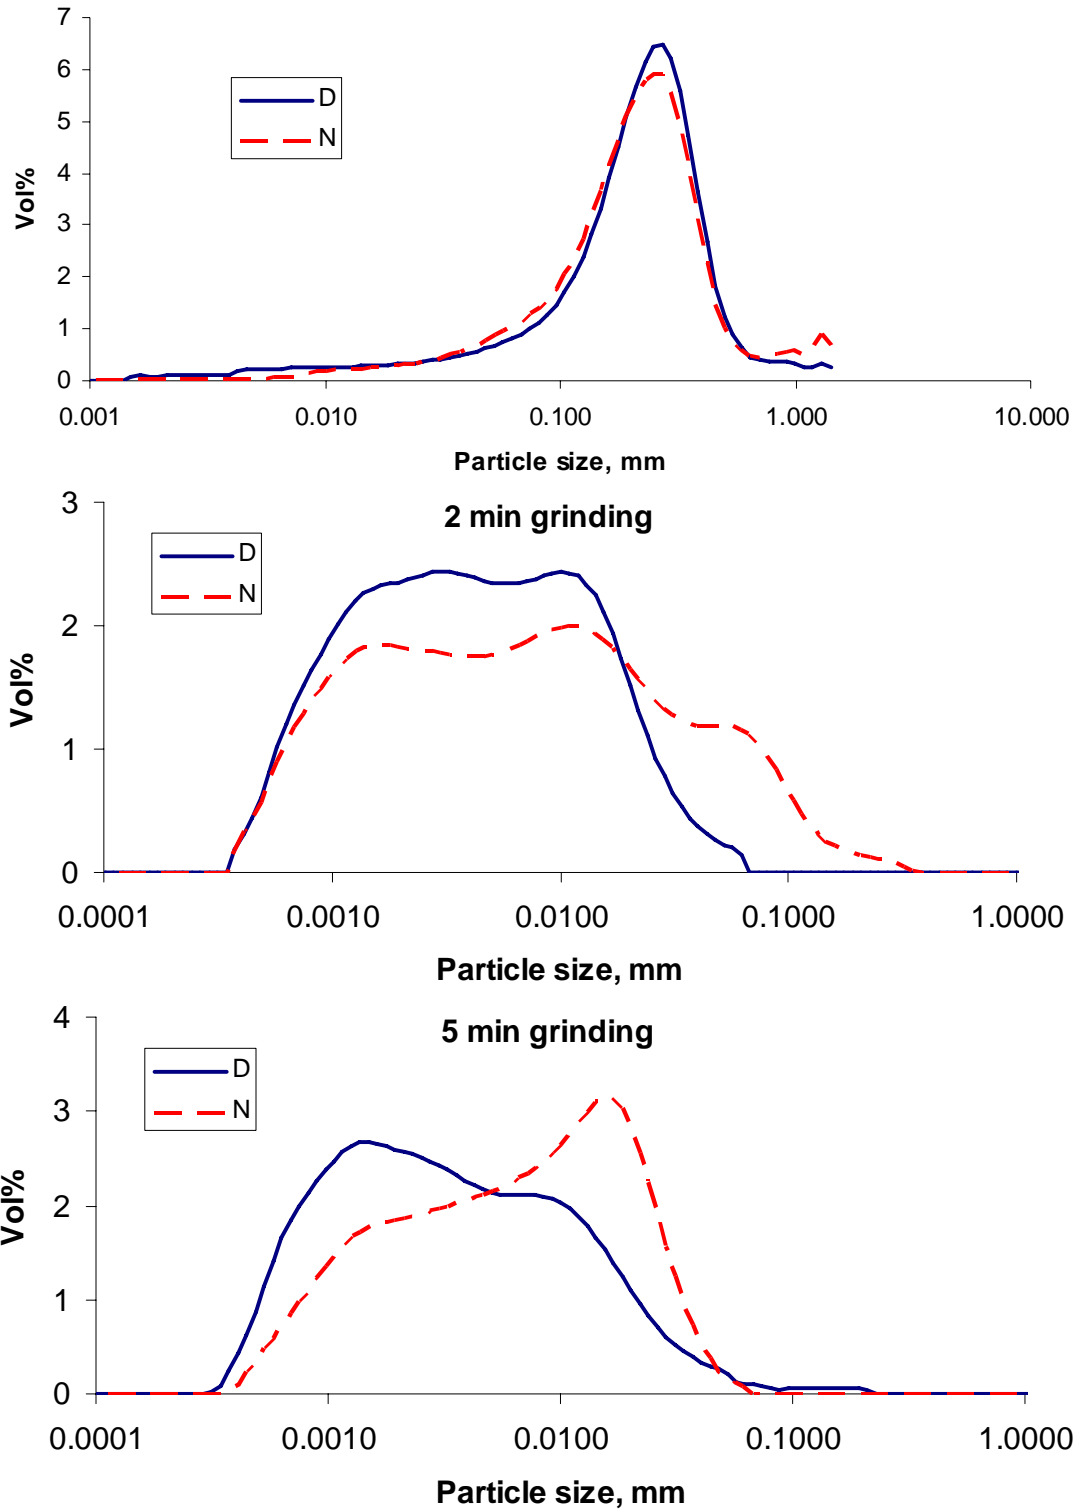 7
6
5
4
3
2
1
0
Vol%
D
N
0.001 0.010 0.100 1.000 10.000
Particle size, mm
2 min grinding
3
2
1
0
Vol%
D
N
0.0001 0.0010 0.0100 0.1000 1.0000
Particle size, mm
5 min grinding
4
3
2
1
0
Vol%
D
N
0.0001 0.0010 0.0100 0.1000 1.0000
Particle size, mm